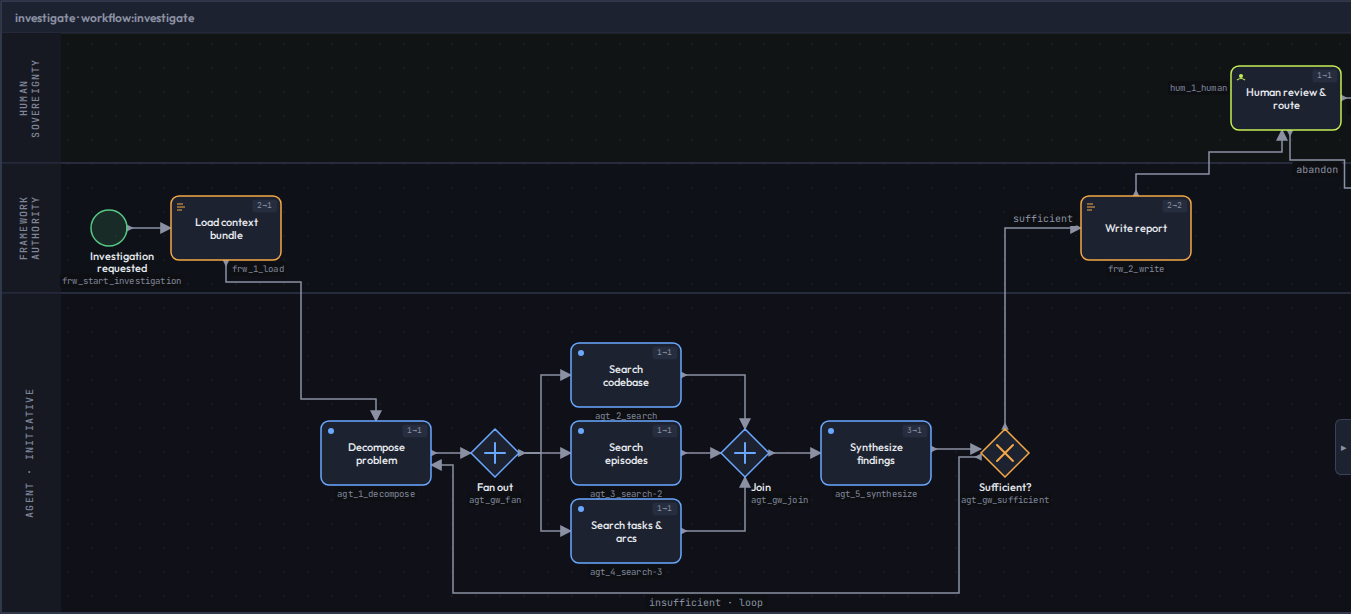 investigate·workflow:investigate
HUMAN
SOVEREIGNTY
1→1
Human review &
route
hum_1_human
abandon
FRAMEWORK
AUTHORITY
Investigation
requested
frw_start_investigation
2→1
Load context
bundle
frw_1_load
sufficient
2→2
Write report
frw_2_write
AGENT · INITIATIVE
1→1
Decompose
problem
agt_1_decompose
Fan out
agt_gw_fan
1→1
Search
codebase
agt_2_search
1→1
Search
episodes
agt_3_search-2
1→1
Search tasks &
arcs
agt_4_search-3
Join
agt_gw_join
3→1
Synthesize
findings
agt_5_synthesize
Sufficient?
agt_gw_sufficient
insufficient · loop